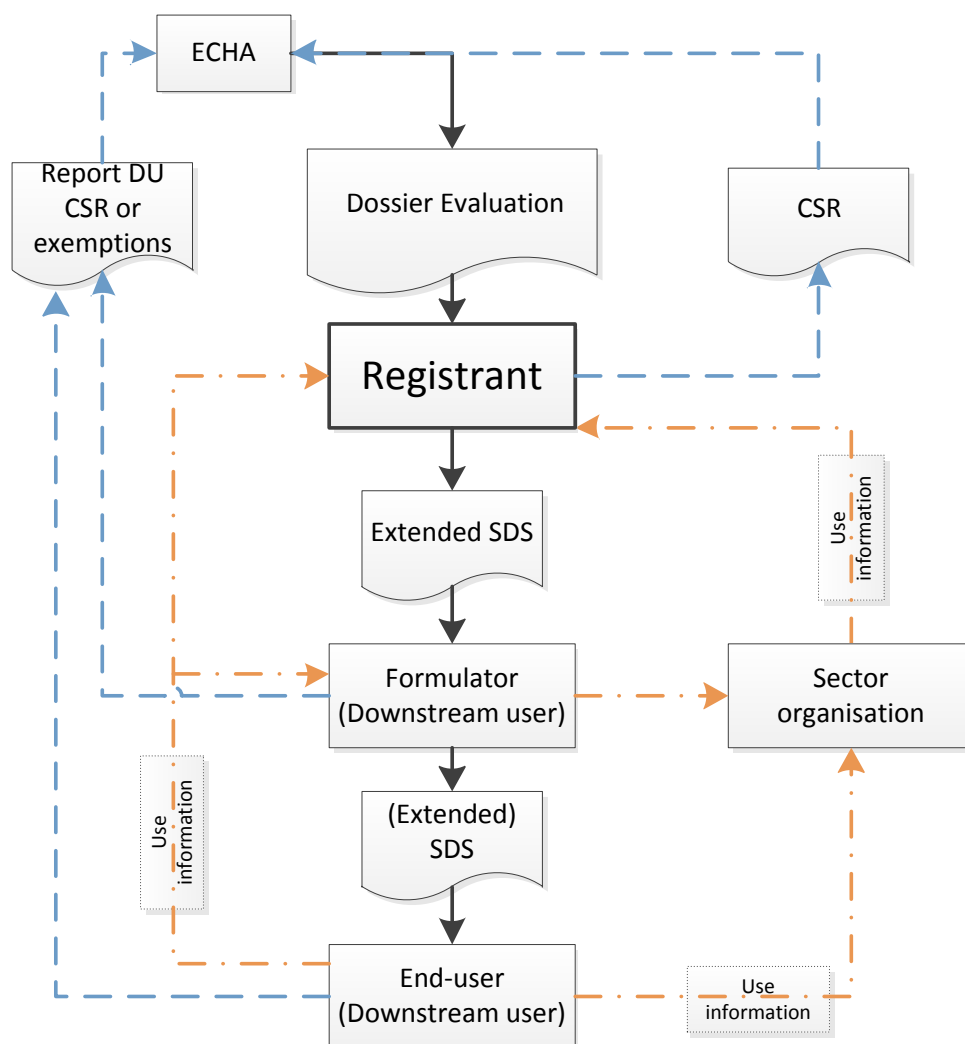 ECHA
Report DU
CSR or
exemptions
Dossier Evaluation
CSR
Registrant
Use
information
Extended SDS
Formulator
(Downstream user)
Sector
organisation
Use
information
(Extended)
SDS
End-user
(Downstream user)
Use
information